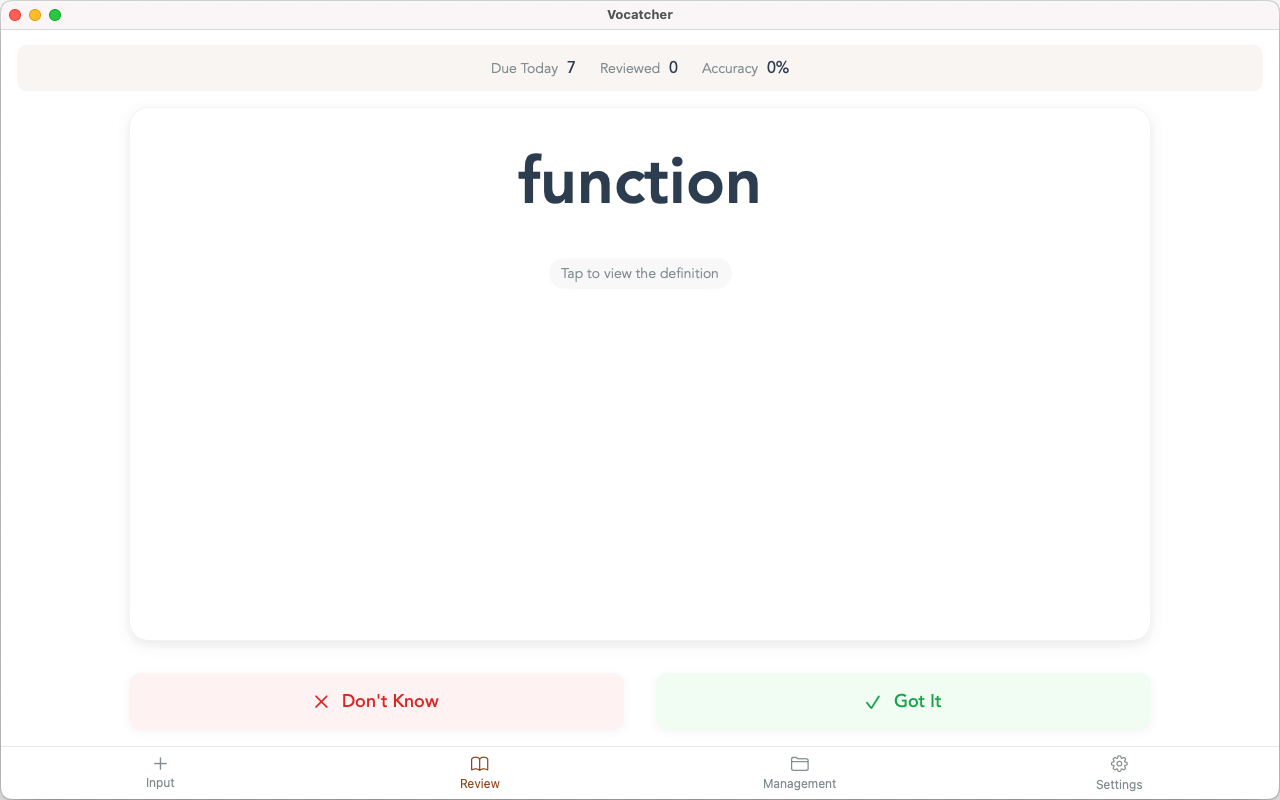 Vocatcher
Due Today 7 Reviewed 0 Accuracy 0%
function
Tap to view the definition
Don't Know
Got It
Input
Review
Management
Settings